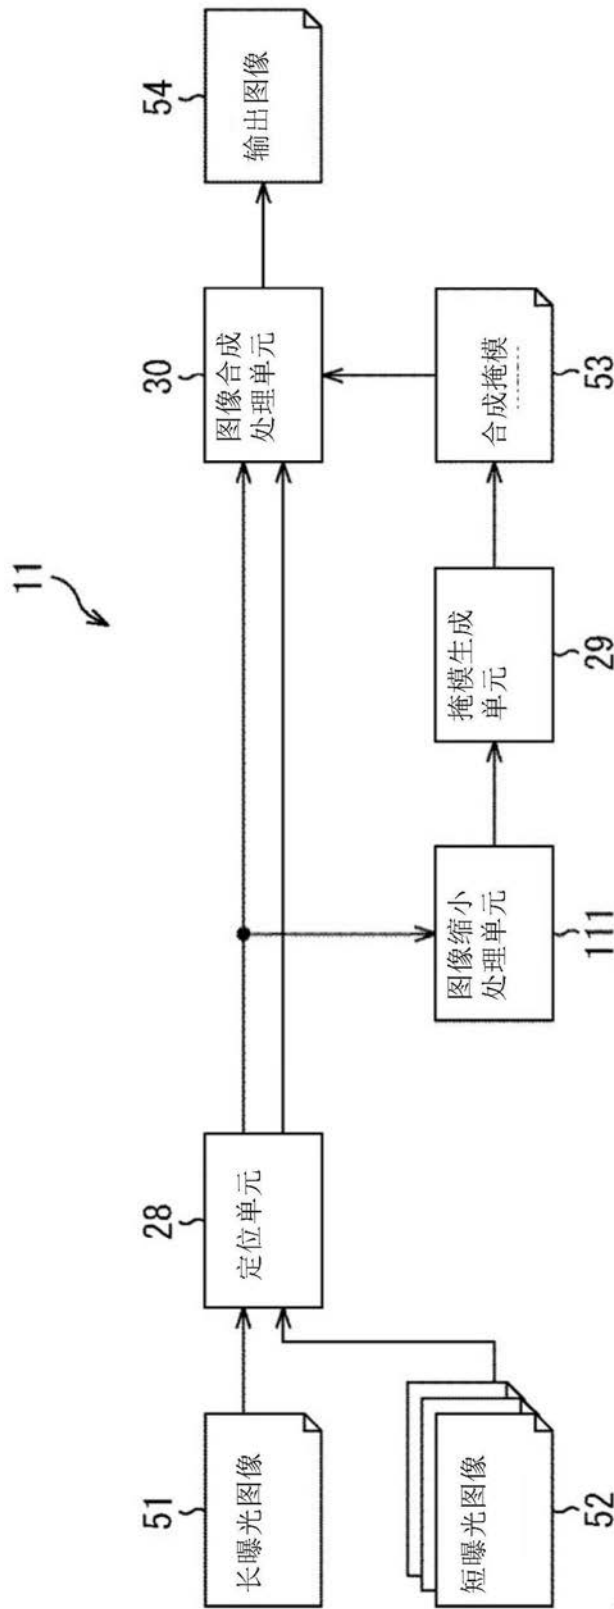 11
51
长曝光图像
28
定位单元
30
图像合成
处理单元
54
输出图像
短曝光图像
52
图像缩小
处理单元
111
掩模生成
单元
29
合成掩模
53